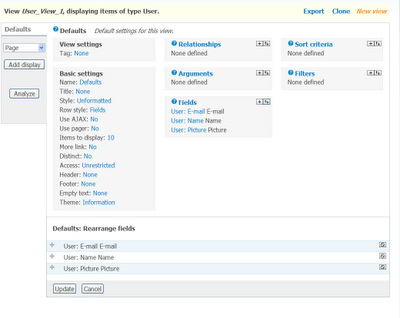 View User_View_1, displaying items of type User.
Export Clone New view
Defaults
Page
Add display
Analyze
Defaults Default settings for this view.
View settings
Tag: None
Basic settings
Name: Defaults
Title: None
Style: Unformatted
Row style: Fields
Use AJAX: No
Use pager: No
Items to display: 10
More link: No
Distinct: No
Access: Unrestricted
Header: None
Footer: None
Empty text: None
Theme: Information
Relationships
None defined
Arguments
None defined
Fields
User: E-mail E-mail
User: Name Name
User: Picture Picture
Sort criteria
None defined
Filters
None defined
Defaults: Rearrange fields
User: E-mail E-mail
User: Name Name
User: Picture Picture
Update Cancel